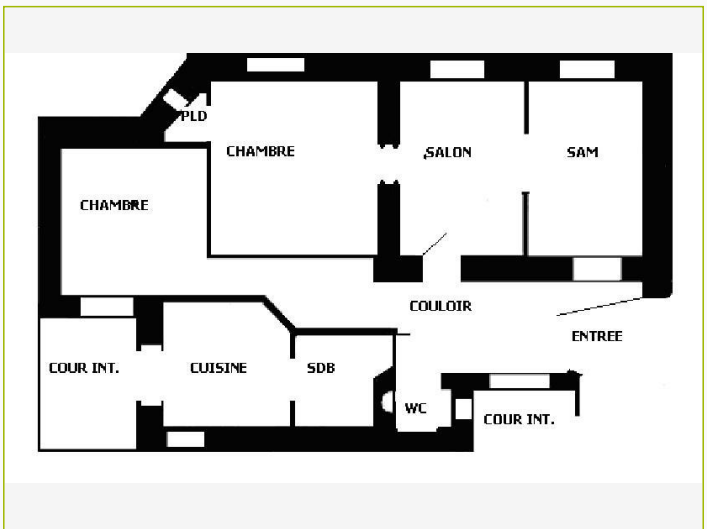 PLD
CHAMBRE
SALON
SAM
CHAMBRE
COULOIR
ENTREE
COUR INT.
CUISINE
SDB
WC
COUR INT.